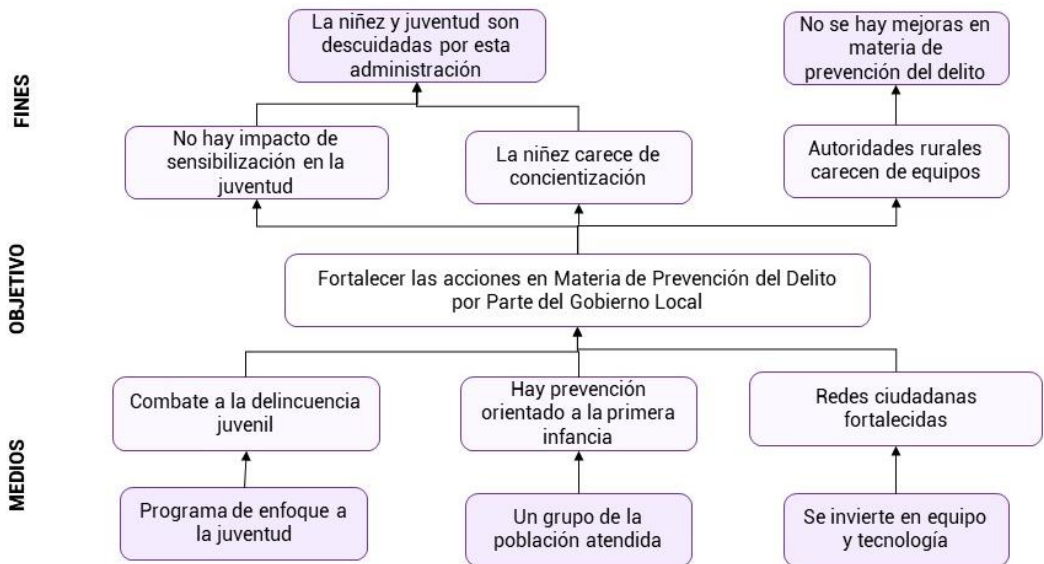 FINES
La niñez y juventud son
descuidadas por esta
administración
No se hay mejoras en
materia de
prevención del delito
No hay impacto de
sensibilización en la
juventud
La niñez carece de
concientización
Autoridades rurales
carecen de equipos
OBJETIVO
Fortalecer las acciones en Materia de Prevención del Delito
por Parte del Gobierno Local
MEDIOS
Combate a la delincuencia
juvenil
Hay prevención
orientado a la primera
infancia
Redes ciudadanas
fortalecidas
Programa de enfoque a
la juventud
Un grupo de la
población atendida
Se invierte en equipo
y tecnología